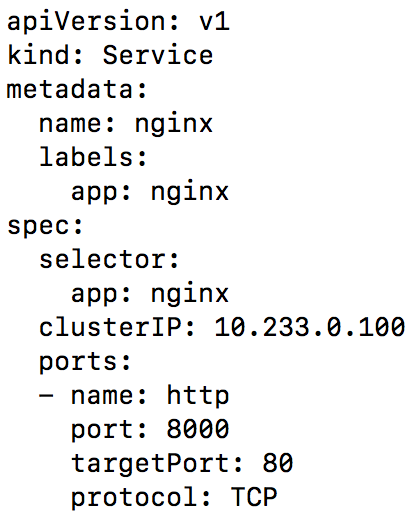 apiVersion: v1
kind: Service
metadata:
  name: nginx
  labels:
    app: nginx
spec:
  selector:
    app: nginx
  clusterIP: 10.233.0.100
  ports:
  - name: http
    port: 8000
    targetPort: 80
    protocol: TCP